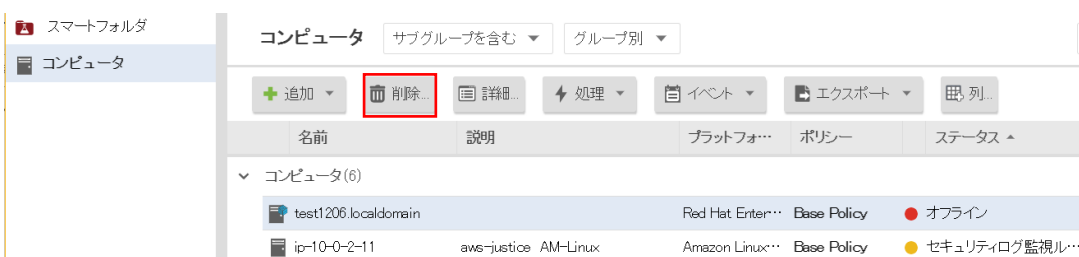 スマートフォルダ
コンピュータ
コンピュータ サブグループを含む グループ別
追加 削除... 詳細... 処理 イベント エクスポート 列...
名前 説明 プラットフォ… ポリシー ステータス
コンピュータ(6)
test1206.localdomain Red Hat Enter… Base Policy オフライン
ip-10-0-2-11 aws-justice AM-Linux Amazon Linux… Base Policy セキュリティログ監視ル…